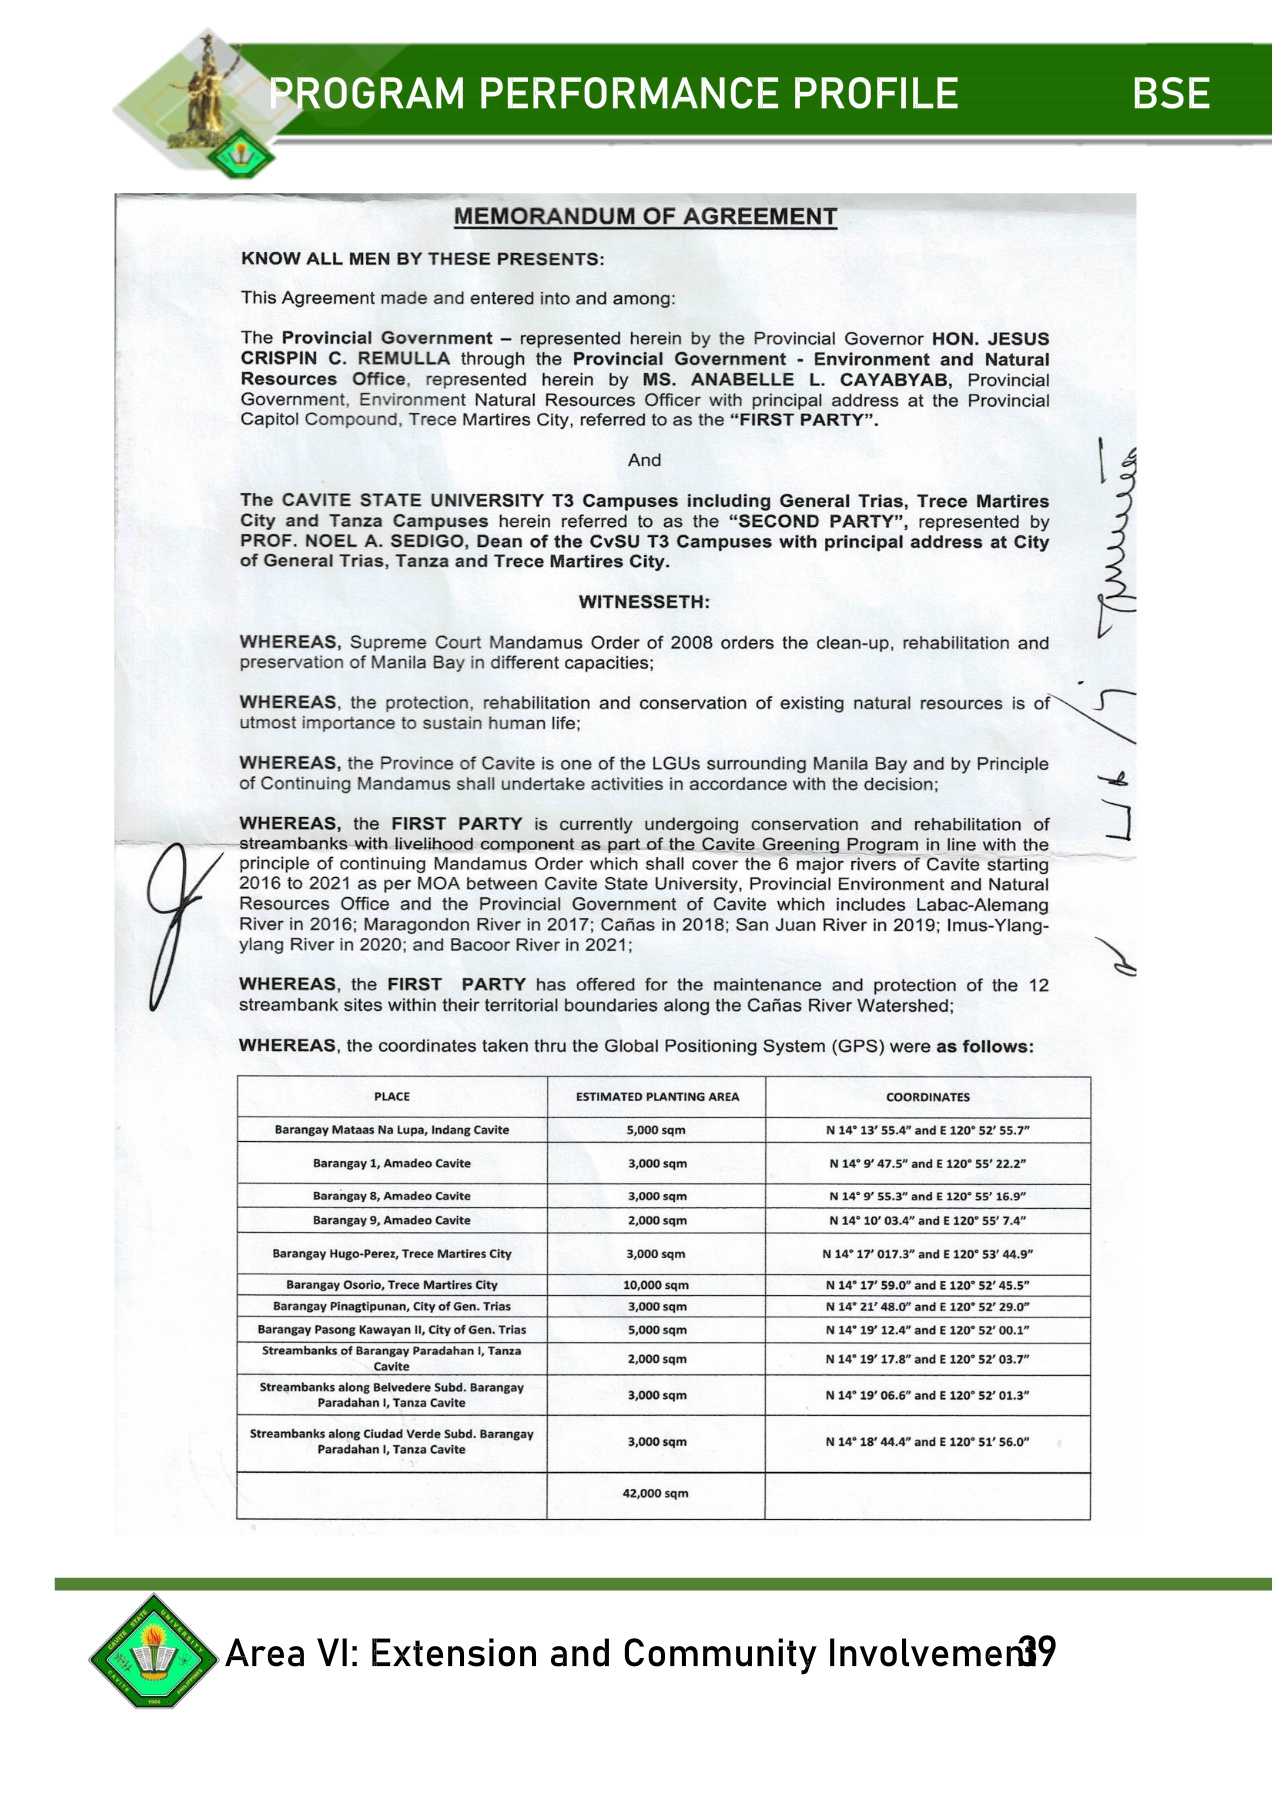 PROGRAM PERFORMANCE PROFILE BSE
MEMORANDUM OF AGREEMENT
KNOW ALL MEN BY THESE PRESENTS:
This Agreement made and entered into and among:
The Provincial Government – represented herein by the Provincial Governor HON. JESUS
CRISPIN C. REMULLA through the Provincial Government - Environment and Natural
Resources Office, represented herein by MS. ANABELLE L. CAYABYAB, Provincial
Government, Environment Natural Resources Officer with principal address at the Provincial
Capitol Compound, Trece Martires City, referred to as the “FIRST PARTY”.
And
The CAVITE STATE UNIVERSITY T3 Campuses including General Trias, Trece Martires
City and Tanza Campuses herein referred to as the “SECOND PARTY”, represented by
PROF. NOEL A. SEDIGO, Dean of the CvSU T3 Campuses with principal address at City
of General Trias, Tanza and Trece Martires City.
WITNESSETH:
WHEREAS, Supreme Court Mandamus Order of 2008 orders the clean-up, rehabilitation and
preservation of Manila Bay in different capacities;
WHEREAS, the protection, rehabilitation and conservation of existing natural resources is of
utmost importance to sustain human life;
WHEREAS, the Province of Cavite is one of the LGUs surrounding Manila Bay and by Principle
of Continuing Mandamus shall undertake activities in accordance with the decision;
WHEREAS, the FIRST PARTY is currently undergoing conservation and rehabilitation of
streambanks with livelihood component as part of the Cavite Greening Program in line with the
principle of continuing Mandamus Order which shall cover the 6 major rivers of Cavite starting
2016 to 2021 as per MOA between Cavite State University, Provincial Environment and Natural
Resources Office and the Provincial Government of Cavite which includes Labac-Alemang
River in 2016; Maragondon River in 2017; Cañas in 2018; San Juan River in 2019; Imus-Ylang-
ylang River in 2020; and Bacoor River in 2021;
WHEREAS, the FIRST PARTY has offered for the maintenance and protection of the 12
streambank sites within their territorial boundaries along the Cañas River Watershed;
WHEREAS, the coordinates taken thru the Global Positioning System (GPS) were as follows:
PLACE ESTIMATED PLANTING AREA COORDINATES
Barangay Mataas Na Lupa, Indang Cavite 5,000 sqm N 14° 13’ 55.4” and E 120° 52’ 55.7”
Barangay 1, Amadeo Cavite 3,000 sqm N 14° 9’ 47.5” and E 120° 55’ 22.2”
Barangay 8, Amadeo Cavite 3,000 sqm N 14° 9’ 55.3” and E 120° 55’ 16.9”
Barangay 9, Amadeo Cavite 2,000 sqm N 14° 10’ 03.4” and E 120° 55’ 7.4”
Barangay Hugo-Perez, Trece Martires City 3,000 sqm N 14° 17’ 017.3” and E 120° 53’ 44.9”
Barangay Osorio, Trece Martires City 10,000 sqm N 14° 17’ 59.0” and E 120° 52’ 45.5”
Barangay Pinagtipunan, City of Gen. Trias 3,000 sqm N 14° 21’ 48.0” and E 120° 52’ 29.0”
Barangay Pasong Kawayan II, City of Gen. Trias 5,000 sqm N 14° 19’ 12.4” and E 120° 52’ 00.1”
Streambanks of Barangay Paradahan I, Tanza
Cavite 2,000 sqm N 14° 19’ 17.8” and E 120° 52’ 03.7”
Streambanks along Belvedere Subd. Barangay
Paradahan I, Tanza Cavite 3,000 sqm N 14° 19’ 06.6” and E 120° 52’ 01.3”
Streambanks along Ciudad Verde Subd. Barangay
Paradahan I, Tanza Cavite 3,000 sqm N 14° 18’ 44.4” and E 120° 51’ 56.0”
42,000 sqm
CAVITE STATE UNIVERSITY
CAVITE PHILIPPINES
1906
Area VI: Extension and Community Involvement 39